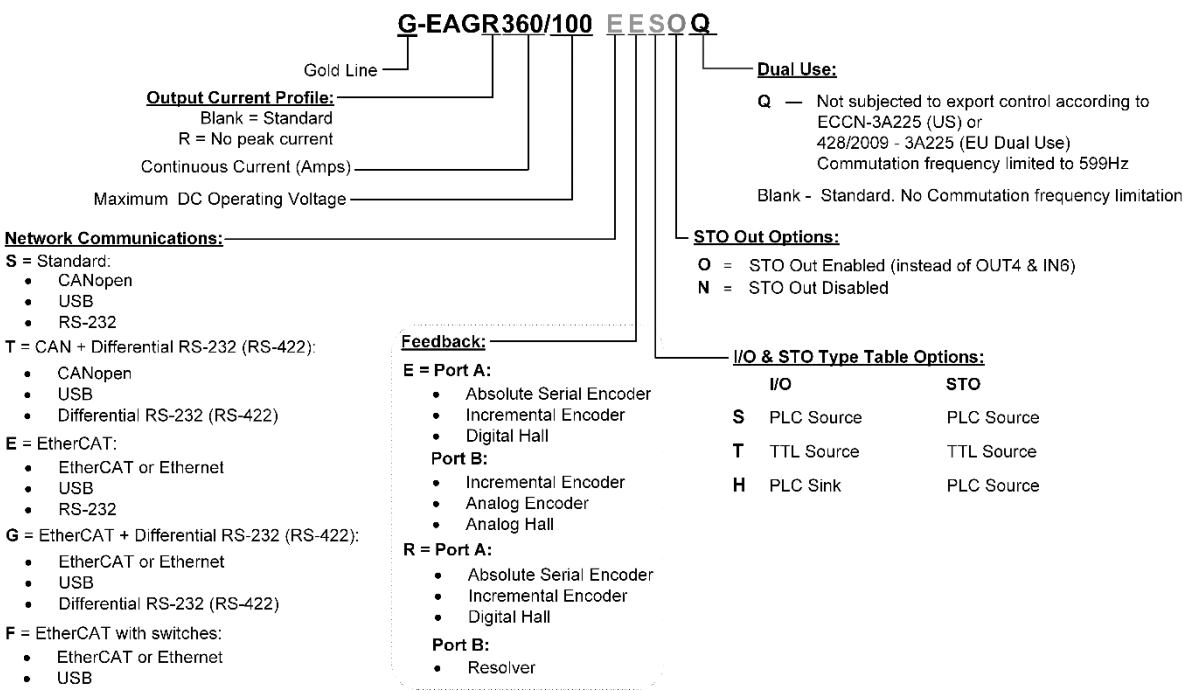 G-EAGR360/100 EESOQ
Gold Line
Output Current Profile:
Blank = Standard
R = No peak current
Continuous Current (Amps)
Maximum DC Operating Voltage
Network Communications:
S = Standard:
• CANopen
• USB
• RS-232
T = CAN + Differential RS-232 (RS-422):
• CANopen
• USB
• Differential RS-232 (RS-422)
E = EtherCAT:
• EtherCAT or Ethernet
• USB
• RS-232
G = EtherCAT + Differential RS-232 (RS-422):
• EtherCAT or Ethernet
• USB
• Differential RS-232 (RS-422)
F = EtherCAT with switches:
• EtherCAT or Ethernet
• USB
Feedback:
E = Port A:
• Absolute Serial Encoder
• Incremental Encoder
• Digital Hall
Port B:
• Incremental Encoder
• Analog Encoder
• Analog Hall
R = Port A:
• Absolute Serial Encoder
• Incremental Encoder
• Digital Hall
Port B:
• Resolver
Dual Use:
Q — Not subjected to export control according to
ECCN-3A225 (US) or
428/2009 - 3A225 (EU Dual Use)
Commutation frequency limited to 599Hz
Blank - Standard. No Commutation frequency limitation
STO Out Options:
O = STO Out Enabled (instead of OUT4 & IN6)
N = STO Out Disabled
I/O & STO Type Table Options:
I/O STO
S PLC Source PLC Source
T TTL Source TTL Source
H PLC Sink PLC Source